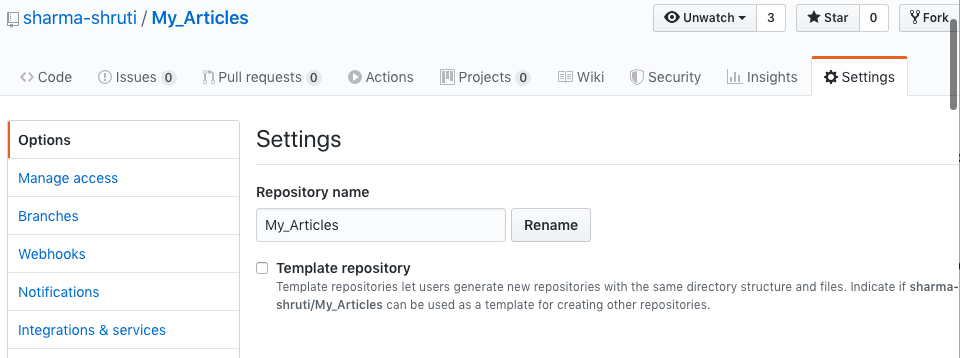 sharma-shruti / My_Articles Unwatch 3 Star 0 Fork
Code Issues 0 Pull requests 0 Actions Projects 0 Wiki Security Insights Settings
Options
Manage access
Branches
Webhooks
Notifications
Integrations & services
Settings
Repository name
My_Articles Rename
Template repository
Template repositories let users generate new repositories with the same directory structure and files. Indicate if sharma-
shruti/My_Articles can be used as a template for creating other repositories.